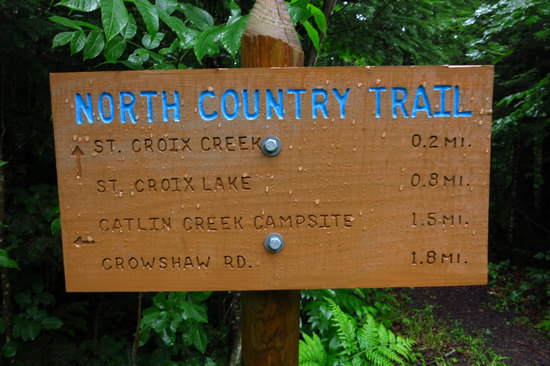 NORTH COUNTRY TRAIL
ST. CROIX CREEK 0.2 MI.
ST. CROIX LAKE 0.8 MI.
CATLIN CREEK CAMPSITE 1.5 MI.
CROWSHAW RD. 1.8 MI.